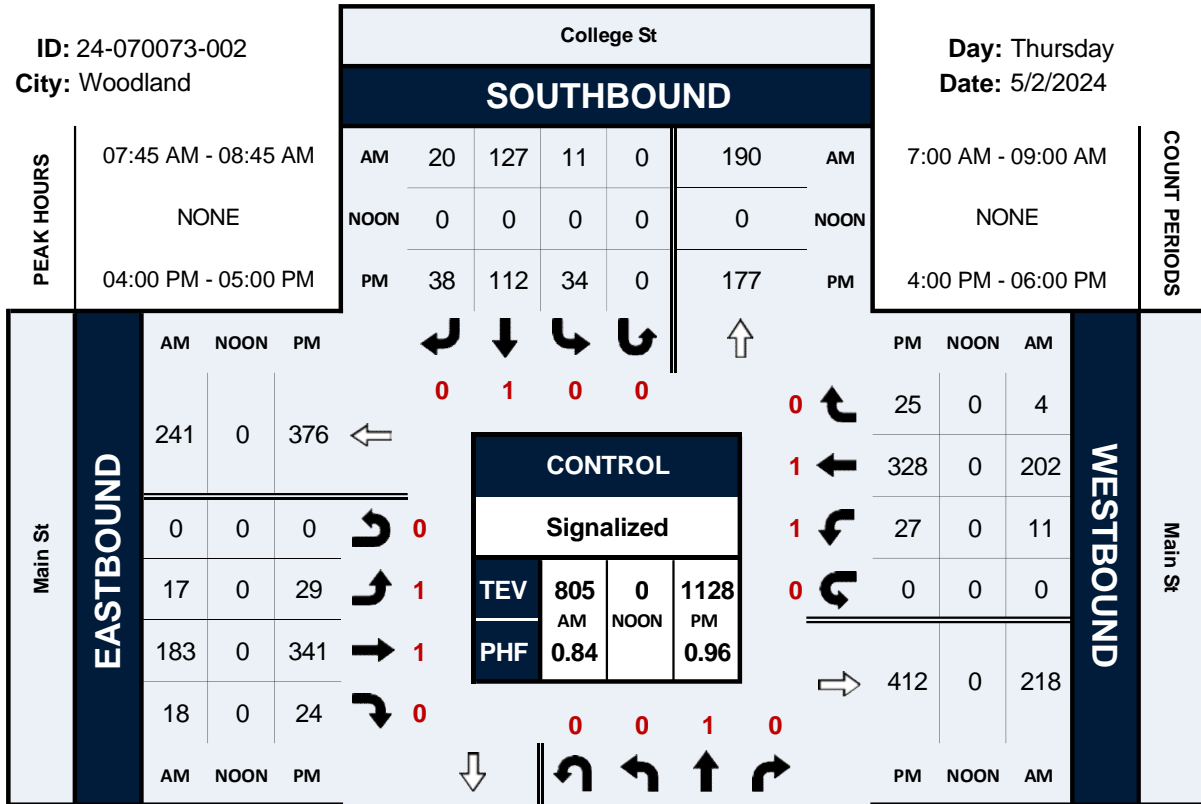 College St
ID: 24-070073-002
Day: Thursday
City: Woodland
Date: 5/2/2024
SOUTHBOUND
PEAK HOURS
07:45 AM - 08:45 AM
AM 20 127 11 0 190 AM
7:00 AM - 09:00 AM
COUNT PERIODS
NONE
NOON 0 0 0 0 0 NOON
NONE
04:00 PM - 05:00 PM
PM 38 112 34 0 177 PM
4:00 PM - 06:00 PM
Main St
EASTBOUND
AM NOON PM
241 0 376
0 0 0 0
17 0 29 1
183 0 341 1
18 0 24 0
AM NOON PM
0 1 0 0
CONTROL
Signalized
TEV 805 0 1128
AM NOON PM
PHF 0.84 0.96
0 0 1 0
PM NOON AM
0 25 0 4
1 328 0 202
1 27 0 11
0 0 0 0
412 0 218
PM NOON AM
WESTBOUND
Main St